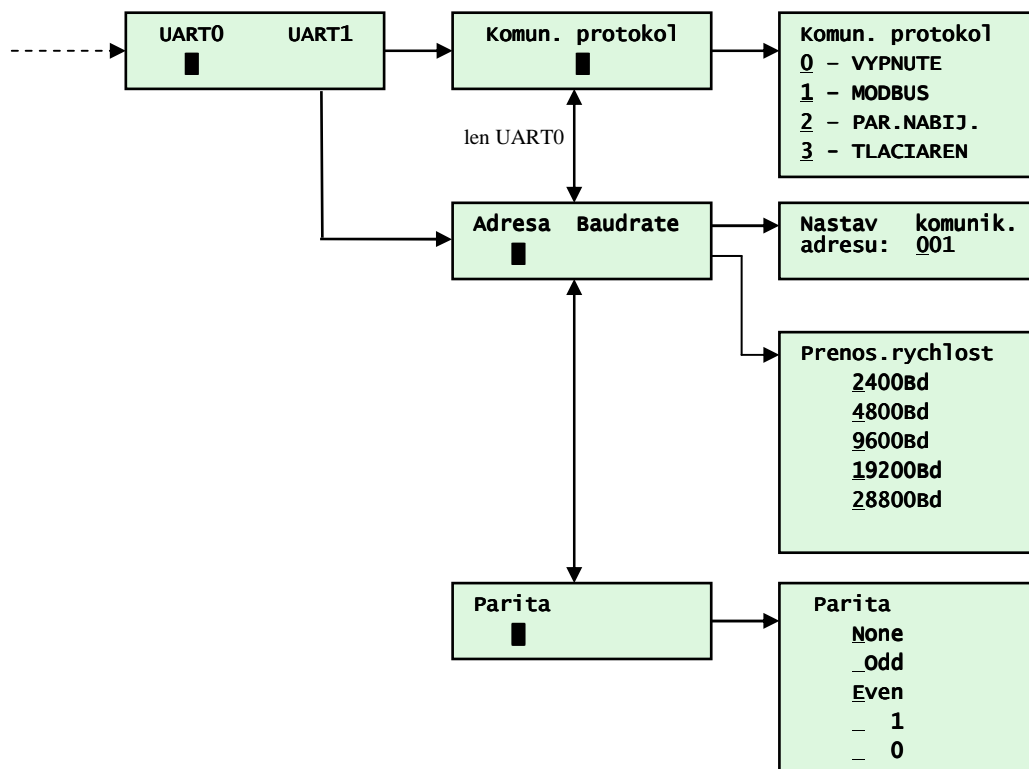 UART0 UART1
Komun. protokol
Komun. protokol
0 – VYPNUTE
1 – MODBUS
2 – PAR.NABIJ.
3 – TLACIAREN
len UART0
Adresa Baudrate
Nastav komunik.
adresu: 001
Prenos.rychlost
2400Bd
4800Bd
9600Bd
19200Bd
28800Bd
Parita
Parita
None
_Odd
Even
_ 1
_ 0